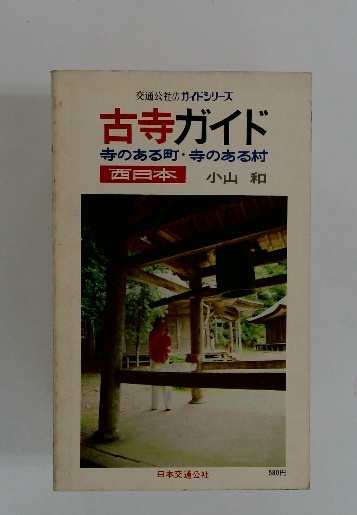 交通公社のガイドシリーズ
古寺ガイド
寺のある町・寺のある村
西日本 小山 和
日本交通公社 580円